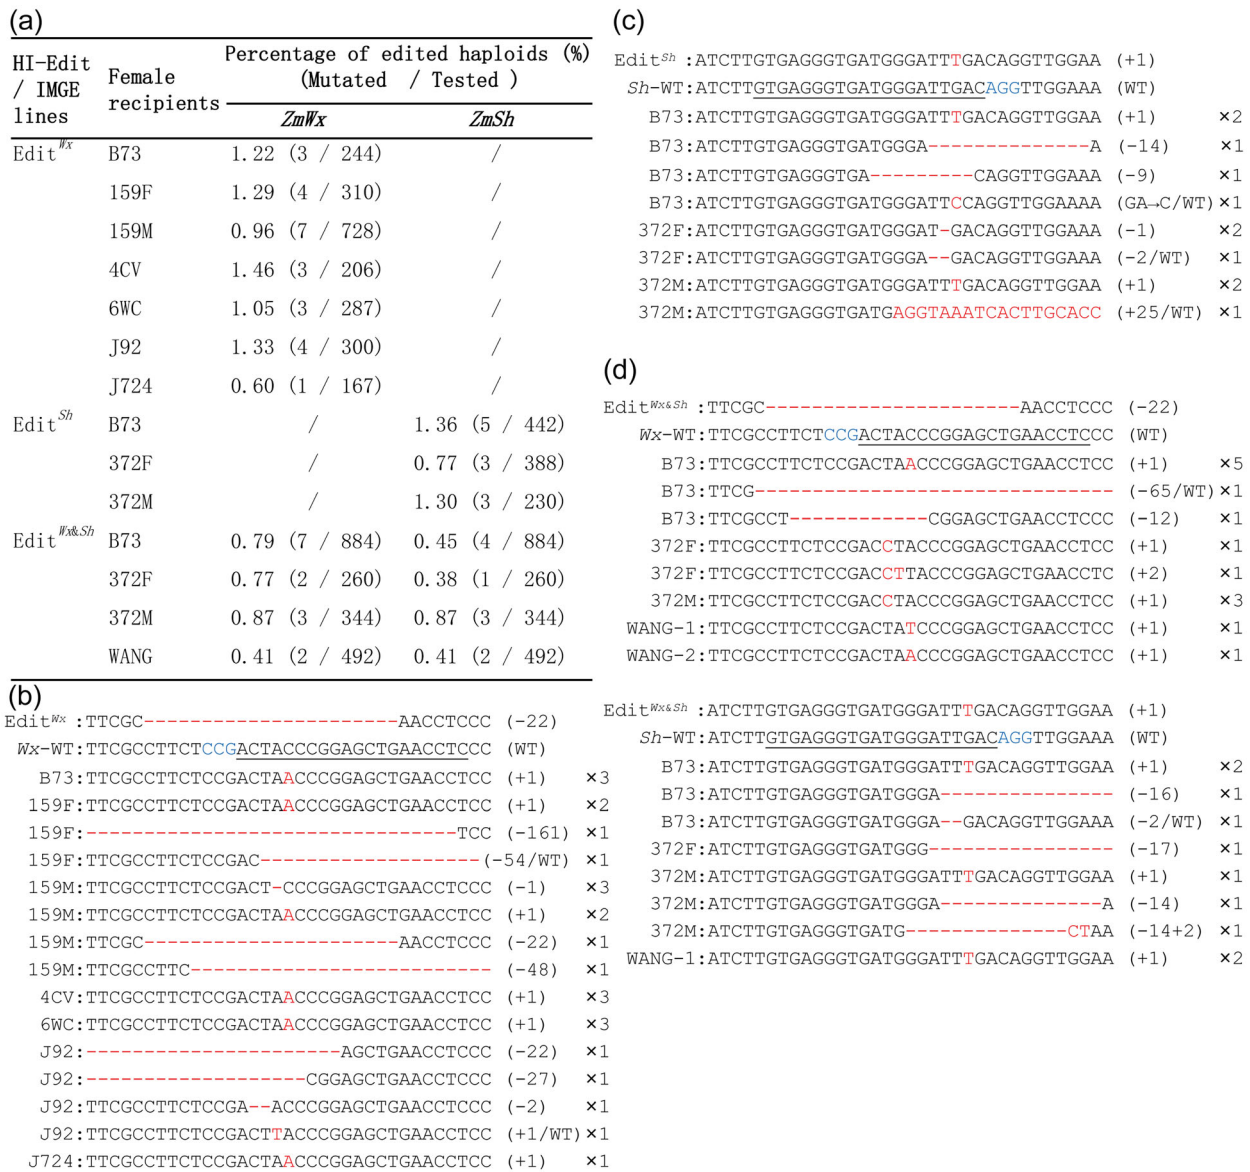 (a)
HI-Edit / IMGE lines Female recipients Percentage of edited haploids (%) (Mutated / Tested )
ZmWx ZmSh
Edit^Wx B73 1.22 (3 / 244) /
159F 1.29 (4 / 310) /
159M 0.96 (7 / 728) /
4CV 1.46 (3 / 206) /
6WC 1.05 (3 / 287) /
J92 1.33 (4 / 300) /
J724 0.60 (1 / 167) /
Edit^Sh B73 / 1.36 (5 / 442)
372F / 0.77 (3 / 388)
372M / 1.30 (3 / 230)
Edit^Wx&Sh B73 0.79 (7 / 884) 0.45 (4 / 884)
372F 0.77 (2 / 260) 0.38 (1 / 260)
372M 0.87 (3 / 344) 0.87 (3 / 344)
WANG 0.41 (2 / 492) 0.41 (2 / 492)
(b)
Edit^Wx :TTCGC----------------------AACCTCCC (-22)
Wx-WT:TTCGCCTTCTCCGACTACCCGGAGCTGAACCTCCC (WT)
B73:TTCGCCTTCTCCGACTAACCCGGAGCTGAACCTCC (+1) ×3
159F:TTCGCCTTCTCCGACTAACCCGGAGCTGAACCTCC (+1) ×2
159F:--------------------------------TCC (-161) ×1
159F:TTCGCCTTCTCCGAC-------------------(-54/WT) ×1
159M:TTCGCCTTCTCCGACT-CCCGGAGCTGAACCTCCC (-1) ×3
159M:TTCGCCTTCTCCGACTAACCCGGAGCTGAACCTCC (+1) ×2
159M:TTCGC----------------------AACCTCCC (-22) ×1
159M:TTCGCCTTC-------------------------- (-48) ×1
4CV:TTCGCCTTCTCCGACTAACCCGGAGCTGAACCTCC (+1) ×3
6WC:TTCGCCTTCTCCGACTAACCCGGAGCTGAACCTCC (+1) ×3
J92:----------------------AGCTGAACCTCCC (-22) ×1
J92:-------------------CGGAGCTGAACCTCCC (-27) ×1
J92:TTCGCCTTCTCCGA--ACCCGGAGCTGAACCTCCC (-2) ×1
J92:TTCGCCTTCTCCGACTTACCCGGAGCTGAACCTCC (+1/WT) ×1
J724:TTCGCCTTCTCCGACTAACCCGGAGCTGAACCTCC (+1) ×1
(c)
Edit^Sh:ATCTTGTGAGGGTGATGGGATTTGACAGGTTGGAA (+1)
Sh-WT:ATCTTGTGAGGGTGATGGGATTGACAGGTTGGAAA (WT)
B73:ATCTTGTGAGGGTGATGGGATTTGACAGGTTGGAA (+1) ×2
B73:ATCTTGTGAGGGTGATGGGA--------------A (-14) ×1
B73:ATCTTGTGAGGGTGA---------CAGGTTGGAAA (-9) ×1
B73:ATCTTGTGAGGGTGATGGGATTCCAGGTTGGAAAA (GA→C/WT) ×1
372F:ATCTTGTGAGGGTGATGGGAT-GACAGGTTGGAAA (-1) ×2
372F:ATCTTGTGAGGGTGATGGGA--GACAGGTTGGAAA (-2/WT) ×1
372M:ATCTTGTGAGGGTGATGGGATTTGACAGGTTGGAA (+1) ×2
372M:ATCTTGTGAGGGTGATGAGGTAAATCACTTGCACC (+25/WT) ×1
(d)
Edit^Wx&Sh:TTCGC----------------------AACCTCCC (-22)
Wx-WT:TTCGCCTTCTCCGACTACCCGGAGCTGAACCTCCC (WT)
B73:TTCGCCTTCTCCGACTAACCCGGAGCTGAACCTCC (+1) ×5
B73:TTCG------------------------------- (-65/WT) ×1
B73:TTCGCCT------------CGGAGCTGAACCTCCC (-12) ×1
372F:TTCGCCTTCTCCGACCTACCCGGAGCTGAACCTCC (+1) ×1
372F:TTCGCCTTCTCCGACCTTACCCGGAGCTGAACCTC (+2) ×1
372M:TTCGCCTTCTCCGACCTACCCGGAGCTGAACCTCC (+1) ×3
WANG-1:TTCGCCTTCTCCGACTATCCCGGAGCTGAACCTCC (+1) ×1
WANG-2:TTCGCCTTCTCCGACTAACCCGGAGCTGAACCTCC (+1) ×1
Edit^Wx&Sh:ATCTTGTGAGGGTGATGGGATTTGACAGGTTGGAA (+1)
Sh-WT:ATCTTGTGAGGGTGATGGGATTGACAGGTTGGAAA (WT)
B73:ATCTTGTGAGGGTGATGGGATTTGACAGGTTGGAA (+1) ×2
B73:ATCTTGTGAGGGTGATGGGA--------------- (-16) ×1
B73:ATCTTGTGAGGGTGATGGGA--GACAGGTTGGAAA (-2/WT) ×1
372F:ATCTTGTGAGGGTGATGGG---------------- (-17) ×1
372M:ATCTTGTGAGGGTGATGGGATTTGACAGGTTGGAA (+1) ×1
372M:ATCTTGTGAGGGTGATGGGA--------------A (-14) ×1
372M:ATCTTGTGAGGGTGATG--------------CTAA (-14+2) ×1
WANG-1:ATCTTGTGAGGGTGATGGGATTTGACAGGTTGGAA (+1) ×2